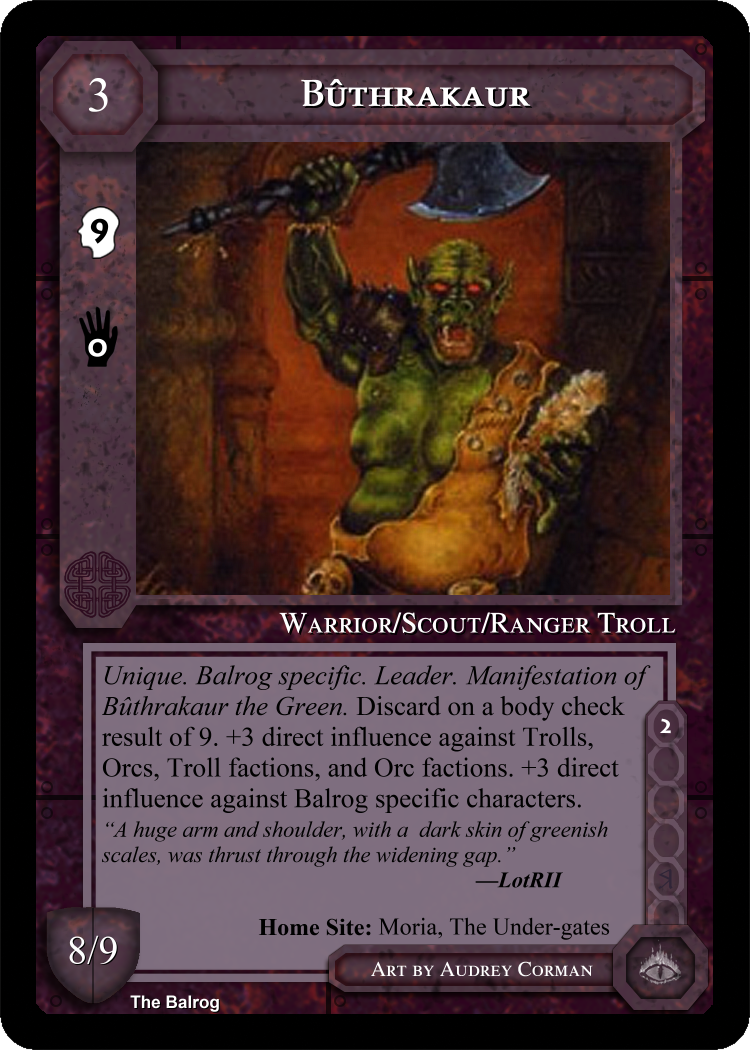 3
Bûthrakaur
9
0
Warrior/Scout/Ranger Troll
Unique. Balrog specific. Leader. Manifestation of
Bûthrakaur the Green. Discard on a body check
result of 9. +3 direct influence against Trolls,
Orcs, Troll factions, and Orc factions. +3 direct
influence against Balrog specific characters.
“A huge arm and shoulder, with a dark skin of greenish
scales, was thrust through the widening gap.”
—LotRII
2
Home Site: Moria, The Under-gates
8/9
Art by Audrey Corman
The Balrog